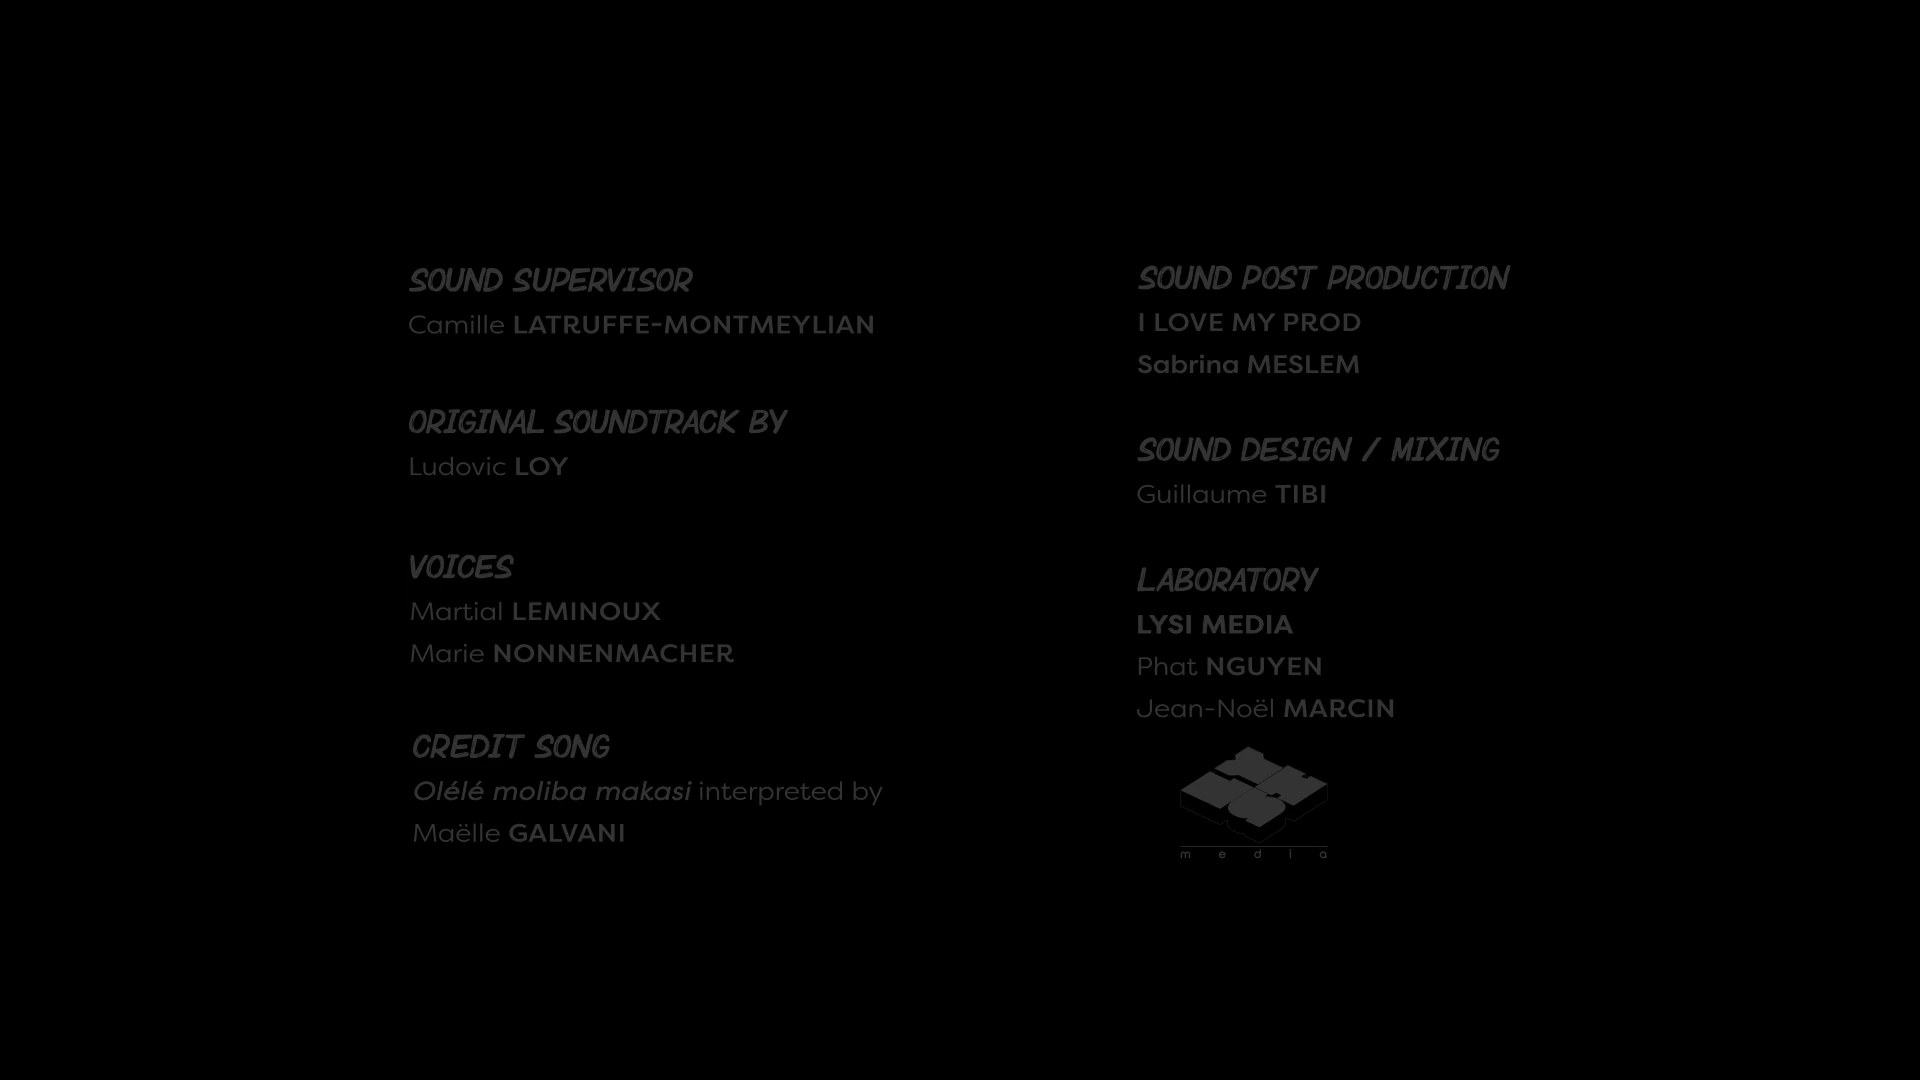 SOUND SUPERVISOR
Camille LATRUFFE-MONTMEYLIAN
ORIGINAL SOUNDTRACK BY
Ludovic LOY
VOICES
Martial LEMINOUX
Marie NONNENMACHER
CREDIT SONG
Olélé moliba makasi interpreted by
Maëlle GALVANI
SOUND POST PRODUCTION
I LOVE MY PROD
Sabrina MESLEM
SOUND DESIGN / MIXING
Guillaume TIBI
LABORATORY
LYSI MEDIA
Phat NGUYEN
Jean-Noël MARCIN
media